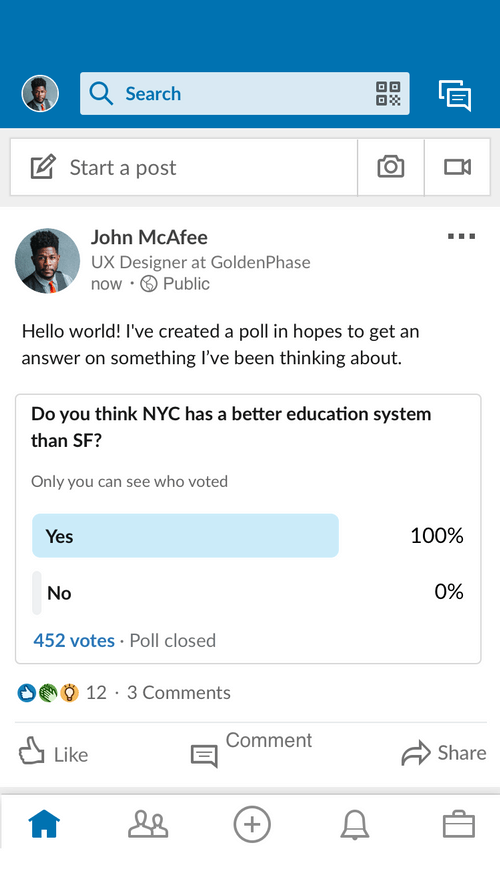 Search
Start a post
John McAfee
UX Designer at GoldenPhase
now · Public
Hello world! I've created a poll in hopes to get an
answer on something I’ve been thinking about.
Do you think NYC has a better education system
than SF?
Only you can see who voted
Yes 100%
No 0%
452 votes · Poll closed
12 · 3 Comments
Like Comment Share